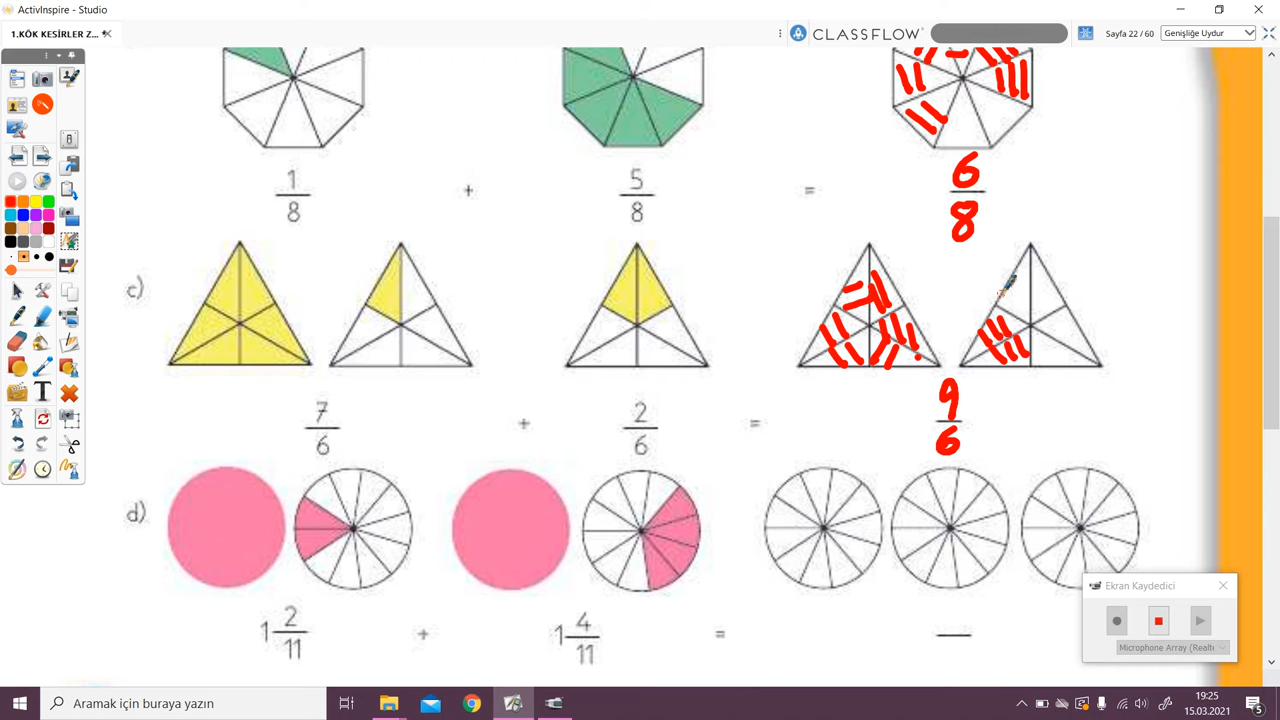 ActivInspire - Studio
1.KÖK KESİRLER Z...
CLASSFLOW
Sayfa 22 / 60
Genişliğe Uydur
1/8 + 5/8 = 6/8
c)
7/6 + 2/6 = 9/6
d)
1 2/11 + 1 4/11 =
Ekran Kaydedici
Microphone Array (Realt
Aramak için buraya yazın
19:25
15.03.2021
5